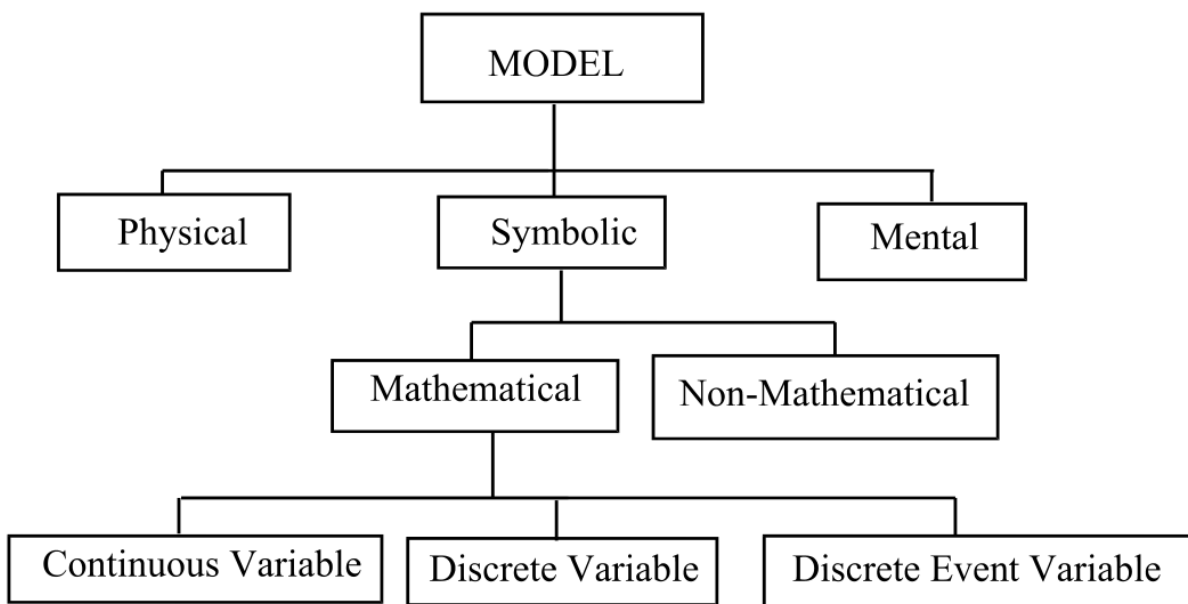 MODEL
Physical
Symbolic
Mental
Mathematical
Non-Mathematical
Continuous Variable
Discrete Variable
Discrete Event Variable